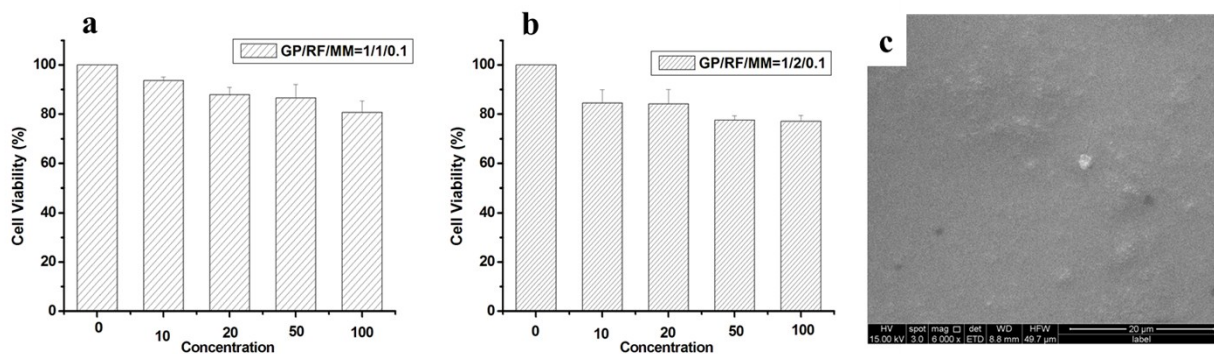 a
GP/RF/MM=1/1/0.1
Cell Viability (%)
100
80
60
40
20
0
0 10 20 50 100
Concentration
b
GP/RF/MM=1/2/0.1
Cell Viability (%)
100
80
60
40
20
0
0 10 20 50 100
Concentration
c
HV spot mag det WD HFW 20 µm
15.00 kV 3.0 6 000 x ETD 8.8 mm 49.7 µm label